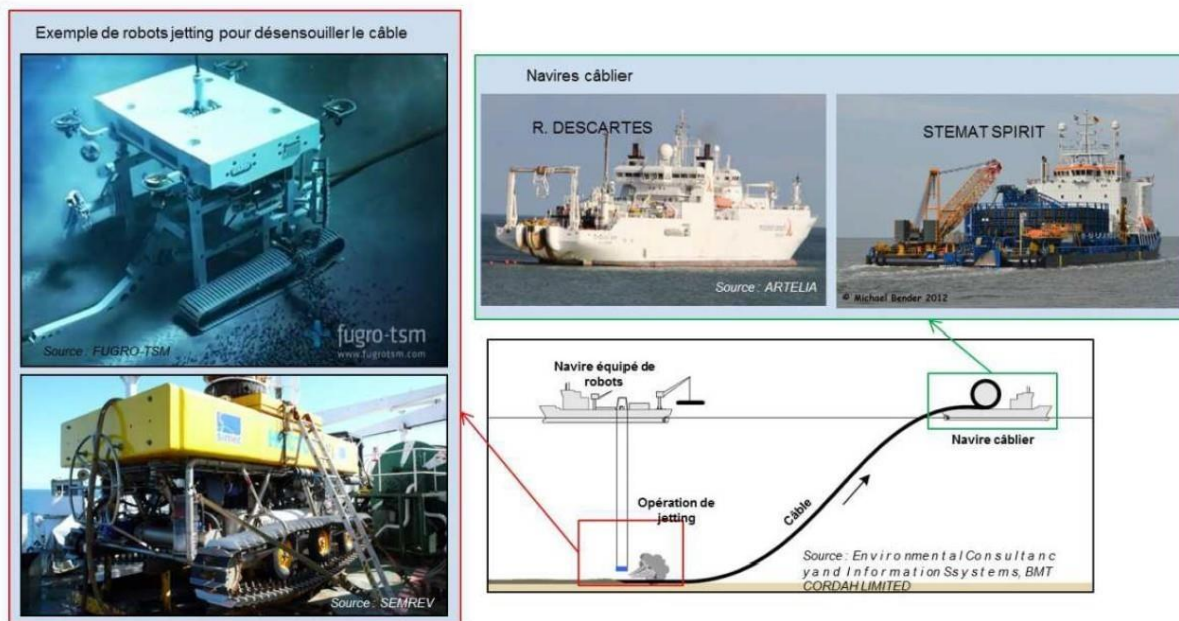 Exemple de robots jetting pour désensouiller le câble
fugro-tsm
www.fugrotsm.com
Source : FUGRO-TSM
Source : SEMREV
Navires câblier
R. DESCARTES
Source : ARTELIA
STEMAT SPIRIT
© Michael Bender 2012
Navire équipé de
robots
Navire câblier
Opération de
jetting
Câble
Source : Environmental Consultanc
y and Information Ssystems, BMT
CORDAH LIMITED